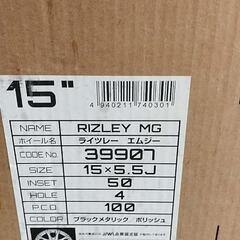 15"
4 940211 740301
NAME RIZLEY MG
ホイール名 ライツレー エムジー
CODE No. 39907
SIZE 15×5.5J
INSET 50
HOLE 4
P.C.D. 100
COLOR ブラックメタリック ポリッシュ
JWL